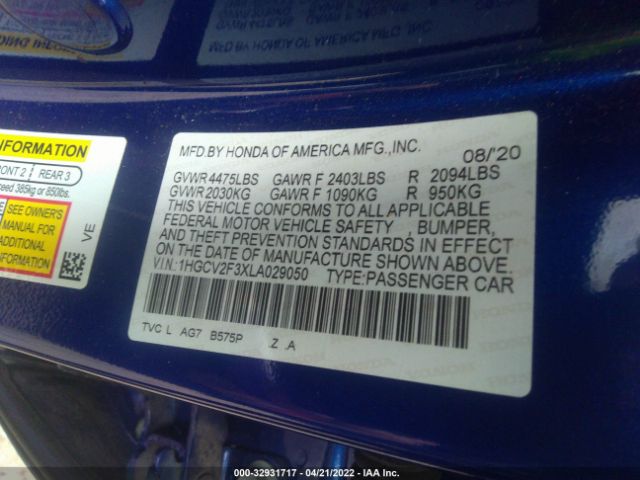 MFD.BY HONDA OF AMERICA MFG.,INC. 08/'20
GVWR 4475LBS GAWR F 2403LBS R 2094LBS
GVWR 2030KG GAWR F 1090KG R 950KG
THIS VEHICLE CONFORMS TO ALL APPLICABLE
FEDERAL MOTOR VEHICLE SAFETY , BUMPER,
AND THEFT PREVENTION STANDARDS IN EFFECT
ON THE DATE OF MANUFACTURE SHOWN ABOVE.
V.I.N.:1HGCV2F3XLA029050 TYPE:PASSENGER CAR
TVC L AG7 B575P Z .A
INFORMATION
FRONT 2 REAR 3
exceed 385kg or 850lbs.
SEE OWNER'S
MANUAL FOR
ADDITIONAL
INFORMATION
VE
000-32931717 - 04/21/2022 - IAA Inc.